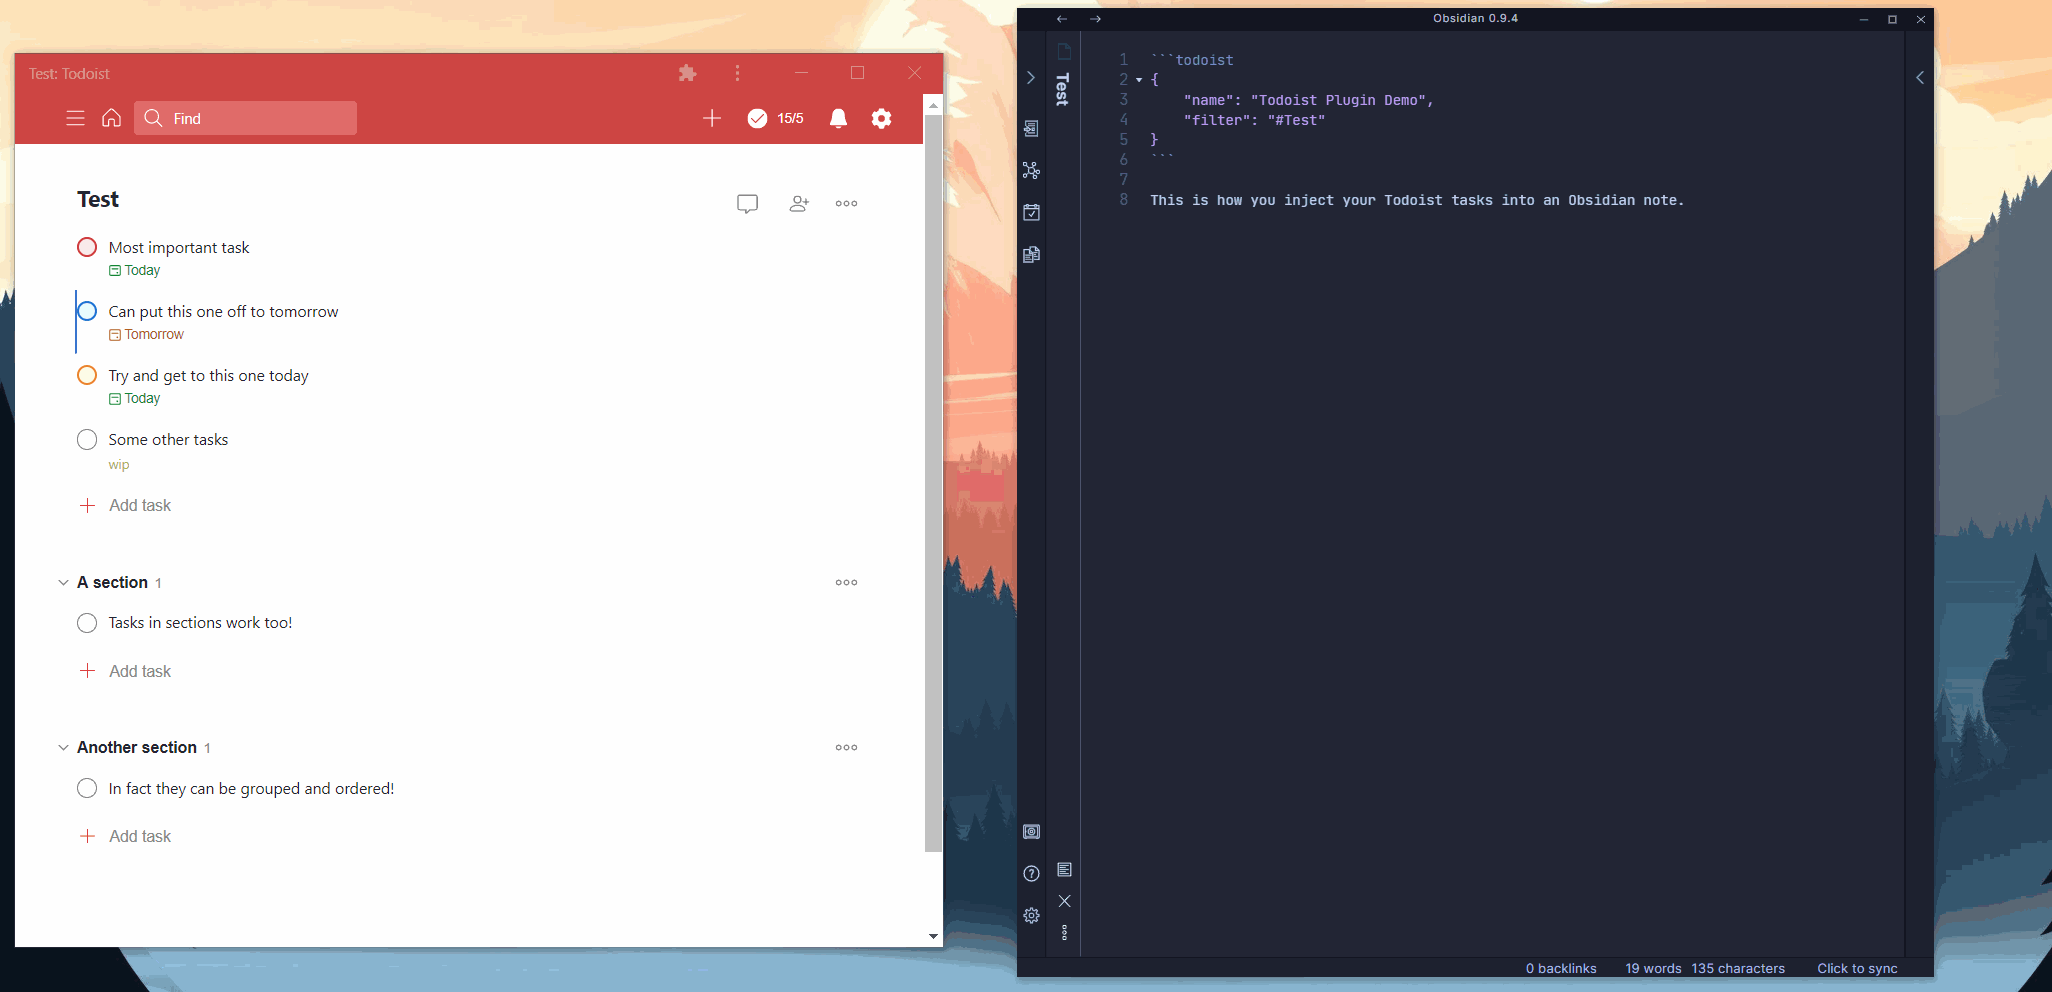 Test: Todoist
Find
15/5
Test
Most important task
Today
Can put this one off to tomorrow
Tomorrow
Try and get to this one today
Today
Some other tasks
wip
Add task
A section 1
Tasks in sections work too!
Add task
Another section 1
In fact they can be grouped and ordered!
Add task
Obsidian 0.9.4
Test
1 ```todoist
2 {
3 "name": "Todoist Plugin Demo",
4 "filter": "#Test"
5 }
6 ```
7
8 This is how you inject your Todoist tasks into an Obsidian note.
0 backlinks 19 words 135 characters Click to sync